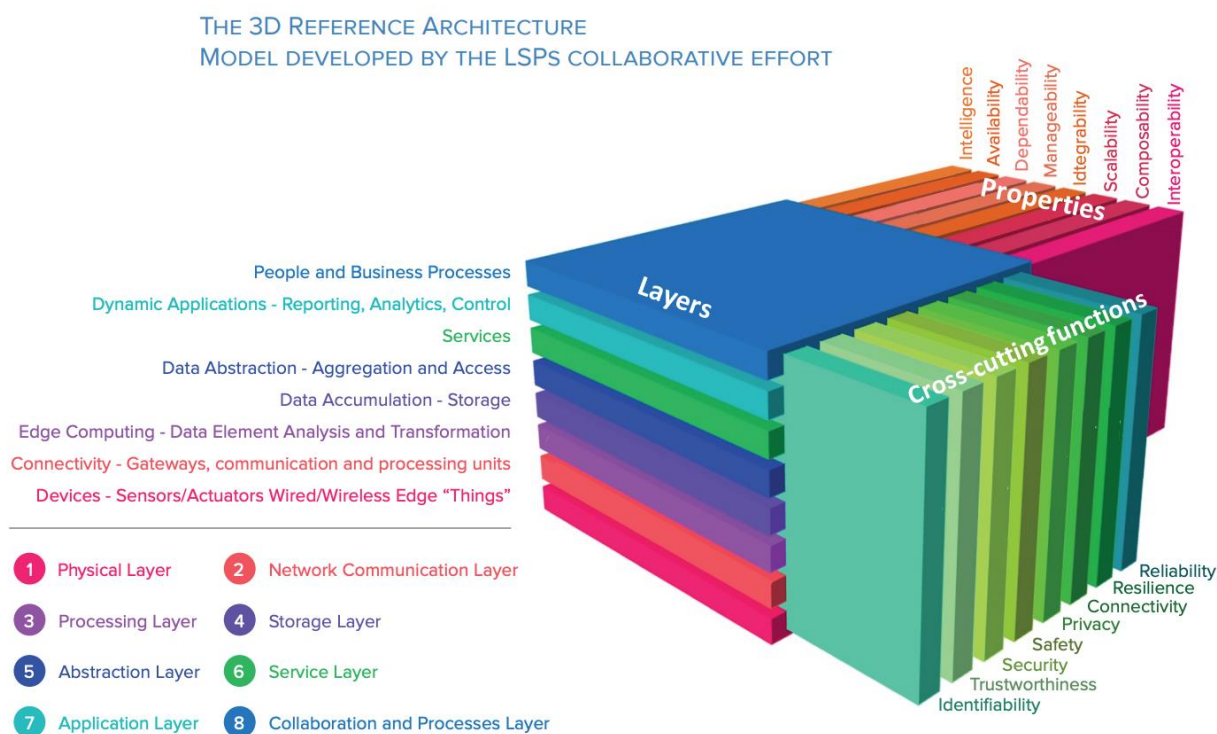 THE 3D REFERENCE ARCHITECTURE
MODEL DEVELOPED BY THE LSPS COLLABORATIVE EFFORT
Intelligence
Availability
Dependability
Manageability
Idtegrability
Scalability
Composability
Interoperability
Properties
Layers
Cross-cutting functions
People and Business Processes
Dynamic Applications - Reporting, Analytics, Control
Services
Data Abstraction - Aggregation and Access
Data Accumulation - Storage
Edge Computing - Data Element Analysis and Transformation
Connectivity - Gateways, communication and processing units
Devices - Sensors/Actuators Wired/Wireless Edge “Things”
1 Physical Layer
2 Network Communication Layer
3 Processing Layer
4 Storage Layer
5 Abstraction Layer
6 Service Layer
7 Application Layer
8 Collaboration and Processes Layer
Reliability
Resilience
Connectivity
Privacy
Safety
Security
Trustworthiness
Identifiability